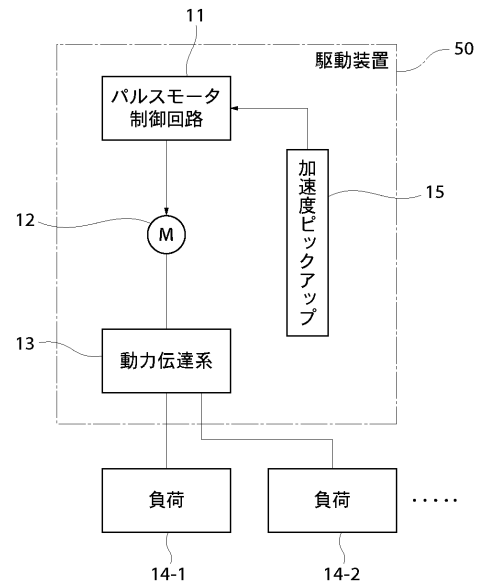 11
駆動装置
50
パルスモータ
制御回路
加速度ピックアップ
15
12
M
13
動力伝達系
負荷
負荷
·····
14-1
14-2